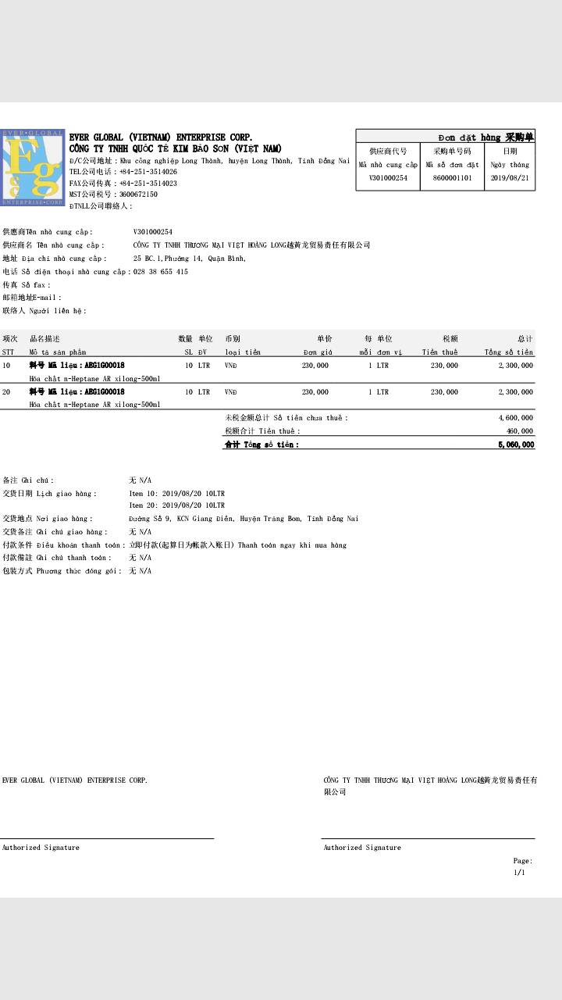 EVER•GLOBAL
Eg
ENTERPRISE•CORP
EVER GLOBAL (VIETNAM) ENTERPRISE CORP.
CÔNG TY TNHH QUỐC TẾ KIM BẢO SƠN (VIỆT NAM)
Đ/C公司地址：Khu công nghiệp Long Thành, huyện Long Thành, Tỉnh Đồng Nai
TEL公司电话：+84-251-3514026
FAX公司传真：+84-251-3514023
MST公司税号：3600672150
ĐTNLL公司聯絡人：
Đơn đặt hàng 采购单
供应商代号 采购单号码 日期
Mã nhà cung cấp Mã số đơn đặt Ngày tháng
V301000254 8600001101 2019/08/21
供應商Tên nhà cung cấp： V301000254
供应商名 Tên nhà cung cấp： CÔNG TY TNHH THƯƠNG MẠI VIỆT HOÀNG LONG越黄龙贸易责任有限公司
地址 Địa chỉ nhà cung cấp： 25 BC.1,Phường 14, Quận Bình,
电话 Số điện thoại nhà cung cấp：028 38 655 415
传真 Số fax：
邮箱地址E-mail：
联络人 Người liên hệ：
项次 品名描述 数量 单位 币别 单价 每 单位 税额 总计
STT Mô tả sản phẩm SL ĐV loại tiền Đơn giá mỗi đơn vị Tiền thuế Tổng số tiền
10 料号 Mã liệu：AEG1G00018 10 LTR VNĐ 230,000 1 LTR 230,000 2,300,000
Hóa chất n-Heptane AR xilong-500ml
20 料号 Mã liệu：AEG1G00018 10 LTR VNĐ 230,000 1 LTR 230,000 2,300,000
Hóa chất n-Heptane AR xilong-500ml
未税金额总计 Số tiền chưa thuế： 4,600,000
税额合计 Tiền thuế： 460,000
合计 Tổng số tiền： 5,060,000
备注 Ghi chú： 无 N/A
交货日期 Lịch giao hàng： Item 10: 2019/08/20 10LTR
Item 20: 2019/08/20 10LTR
交货地点 Nơi giao hàng： Đường Số 9, KCN Giang Điền, Huyện Trảng Bom, Tỉnh Đồng Nai
交货备注 Ghi chú giao hàng： 无 N/A
付款条件 Điều khoản thanh toán：立即付款(起算日为帐款入账日) Thanh toán ngay khi mua hàng
付款備註 Ghi chú thanh toán： 无 N/A
包装方式 Phương thức đóng gói： 无 N/A
EVER GLOBAL (VIETNAM) ENTERPRISE CORP.
CÔNG TY TNHH THƯƠNG MẠI VIỆT HOÀNG LONG越黄龙贸易责任有
限公司
Authorized Signature
Authorized Signature
Page:
1/1